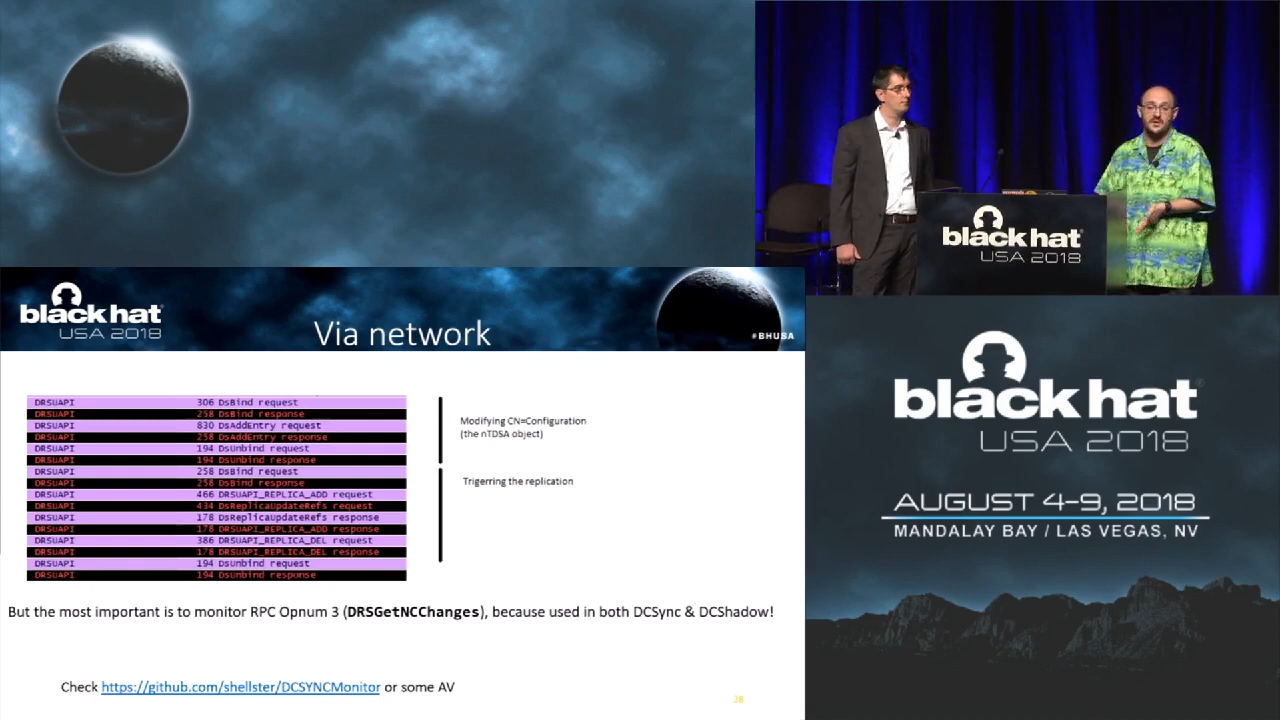 black hat
USA 2018
black hat
USA 2018
Via network
#BHUSA
DRSUAPI 306 DsBind request
DRSUAPI 258 DsBind response
DRSUAPI 830 DsAddEntry request
DRSUAPI 258 DsAddEntry response
DRSUAPI 194 DsUnbind request
DRSUAPI 194 DsUnbind response
DRSUAPI 258 DsBind request
DRSUAPI 258 DsBind response
DRSUAPI 466 DRSUAPI_REPLICA_ADD request
DRSUAPI 434 DsReplicaUpdateRefs request
DRSUAPI 178 DsReplicaUpdateRefs response
DRSUAPI 178 DRSUAPI_REPLICA_ADD response
DRSUAPI 386 DRSUAPI_REPLICA_DEL request
DRSUAPI 178 DRSUAPI_REPLICA_DEL response
DRSUAPI 194 DsUnbind request
DRSUAPI 194 DsUnbind response
Modifying CN=Configuration
(the nTDSA object)
Trigerring the replication
But the most important is to monitor RPC Opnum 3 (DRSGetNCChanges), because used in both DCSync & DCShadow!
Check https://github.com/shellster/DCSYNCMonitor or some AV
38
black hat
USA 2018
AUGUST 4-9, 2018
MANDALAY BAY / LAS VEGAS, NV